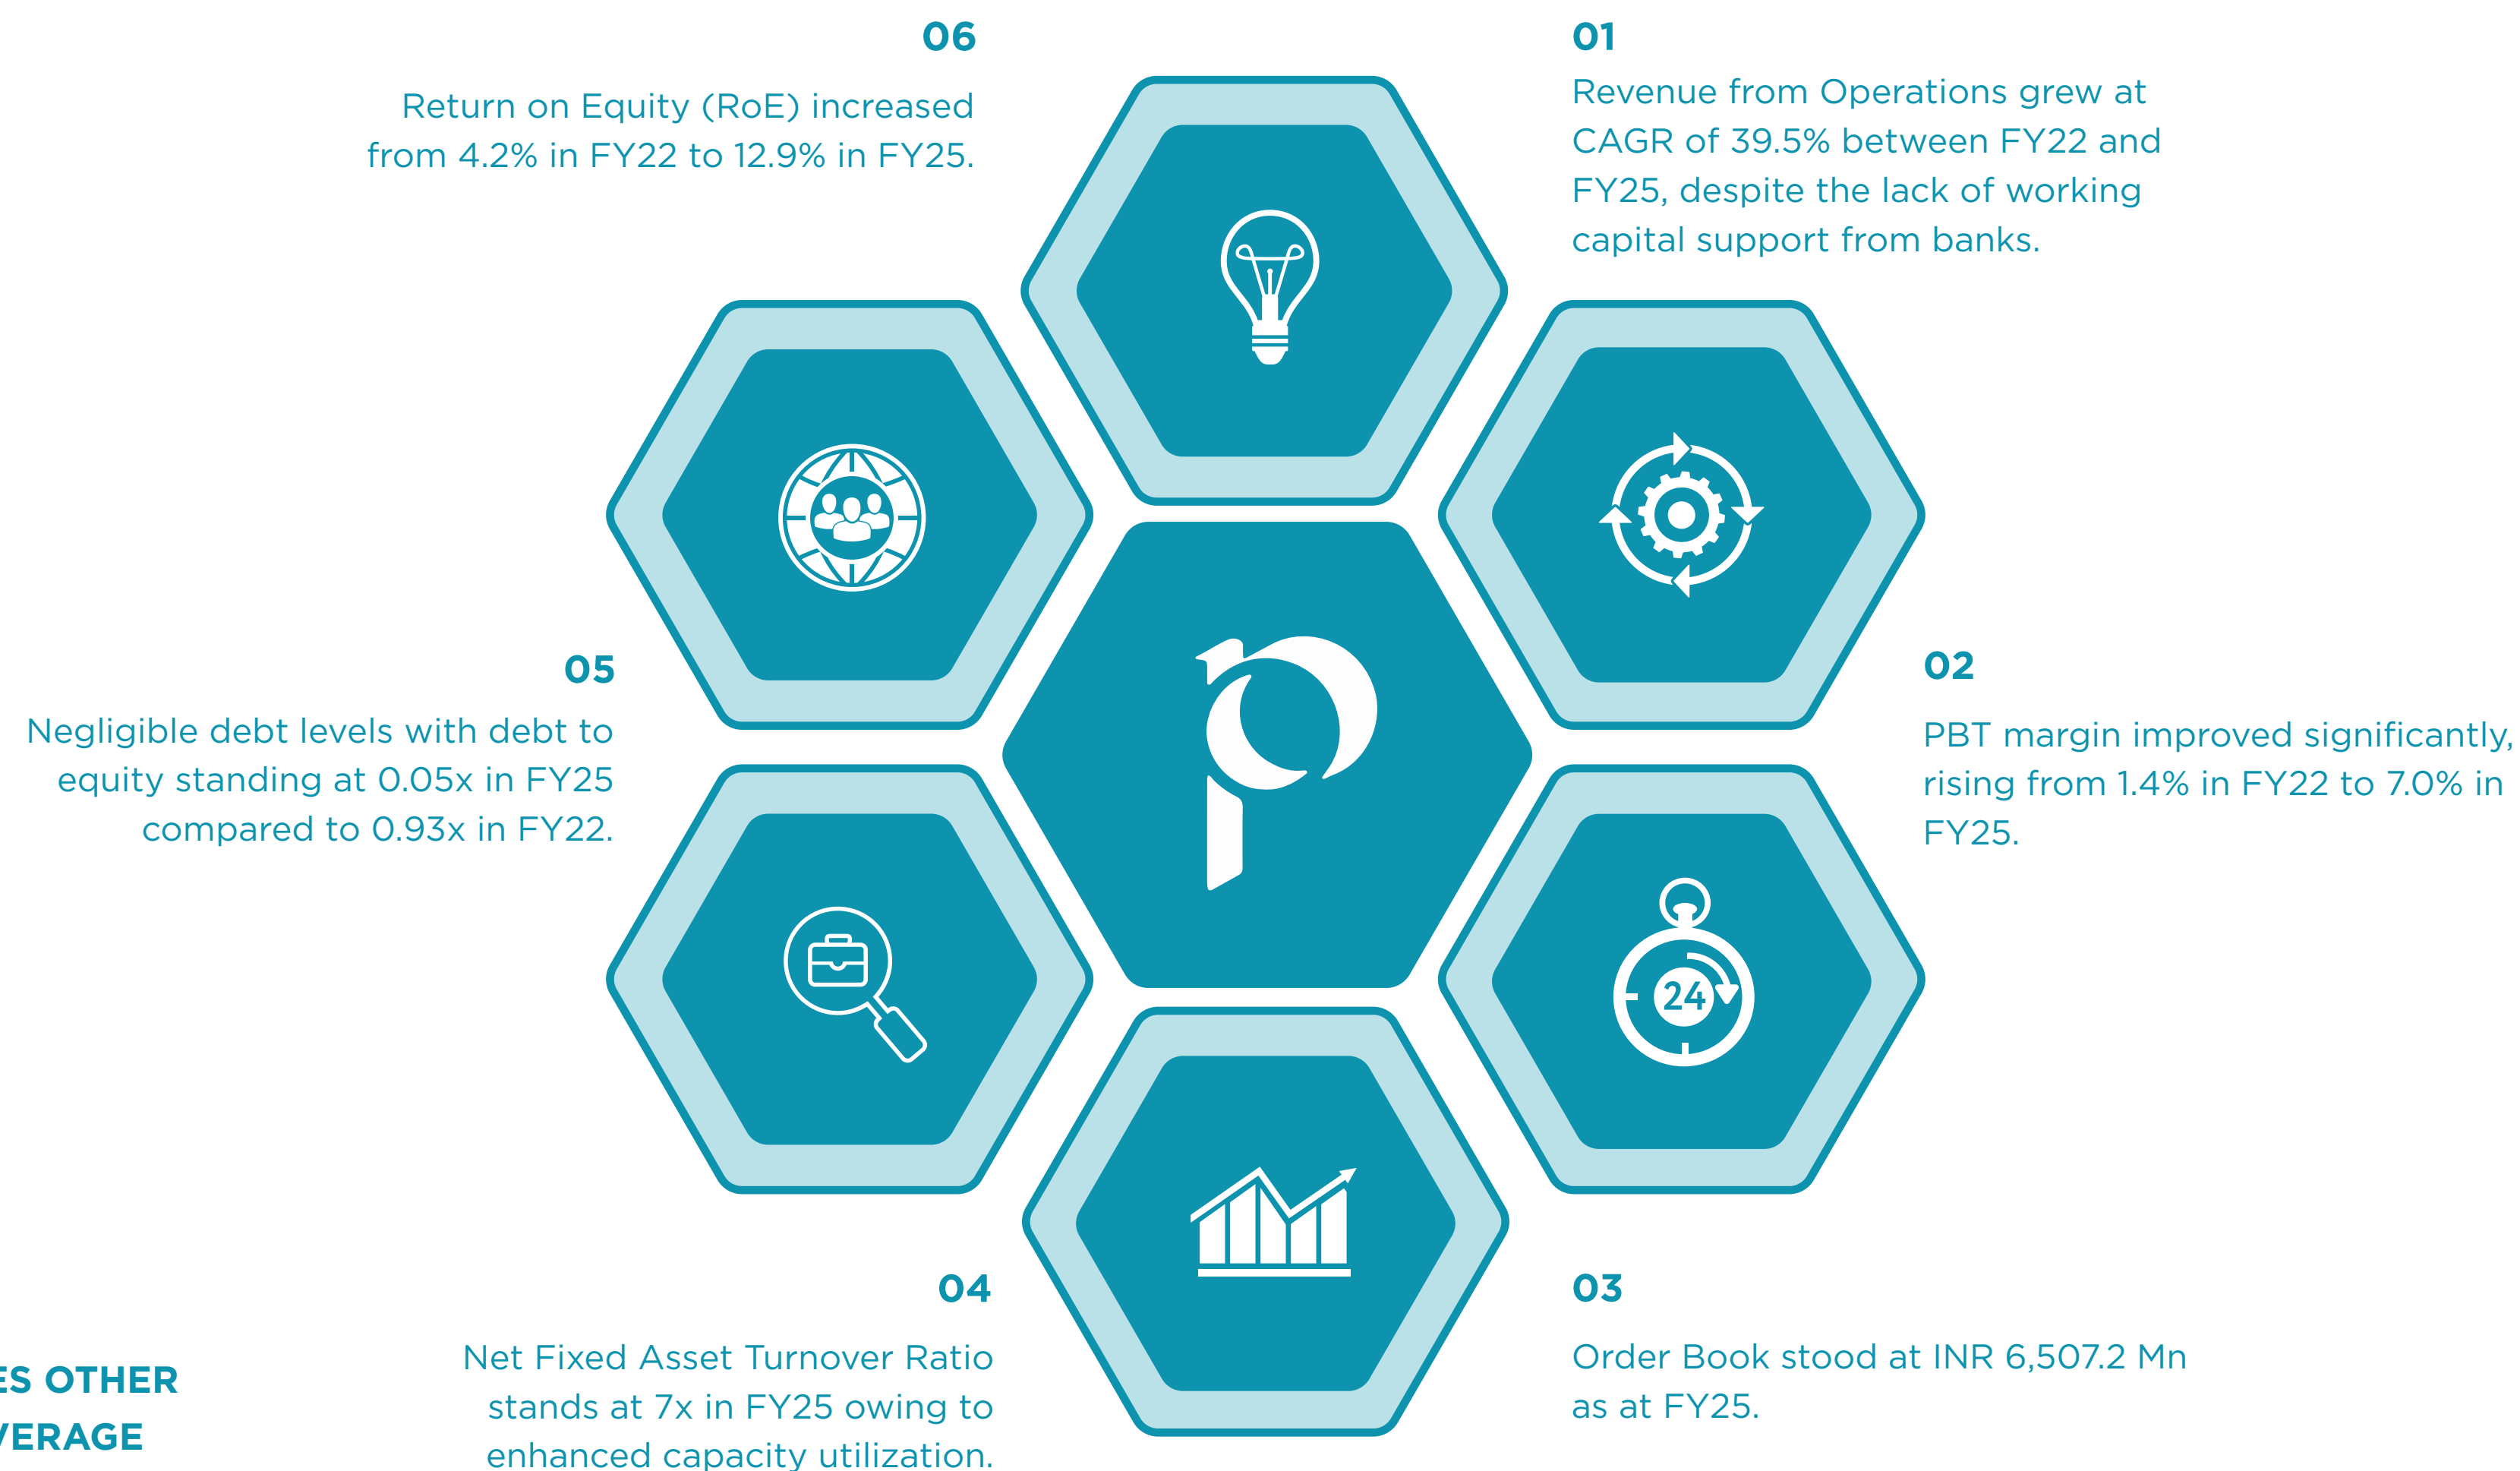 06
Return on Equity (RoE) increased
from 4.2% in FY22 to 12.9% in FY25.
01
Revenue from Operations grew at
CAGR of 39.5% between FY22 and
FY25, despite the lack of working
capital support from banks.
05
Negligible debt levels with debt to
equity standing at 0.05x in FY25
compared to 0.93x in FY22.
02
PBT margin improved significantly,
rising from 1.4% in FY22 to 7.0% in
FY25.
24
04
Net Fixed Asset Turnover Ratio
stands at 7x in FY25 owing to
enhanced capacity utilization.
03
Order Book stood at INR 6,507.2 Mn
as at FY25.
OTHER